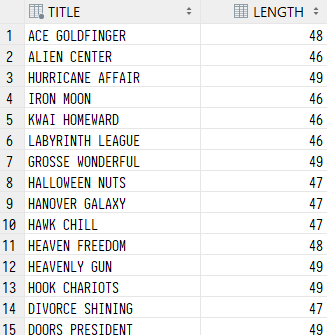 TITLE LENGTH
1 ACE GOLDFINGER 48
2 ALIEN CENTER 46
3 HURRICANE AFFAIR 49
4 IRON MOON 46
5 KWAI HOMEWARD 46
6 LABYRINTH LEAGUE 46
7 GROSSE WONDERFUL 49
8 HALLOWEEN NUTS 47
9 HANOVER GALAXY 47
10 HAWK CHILL 47
11 HEAVEN FREEDOM 48
12 HEAVENLY GUN 49
13 HOOK CHARIOTS 49
14 DIVORCE SHINING 47
15 DOORS PRESIDENT 49